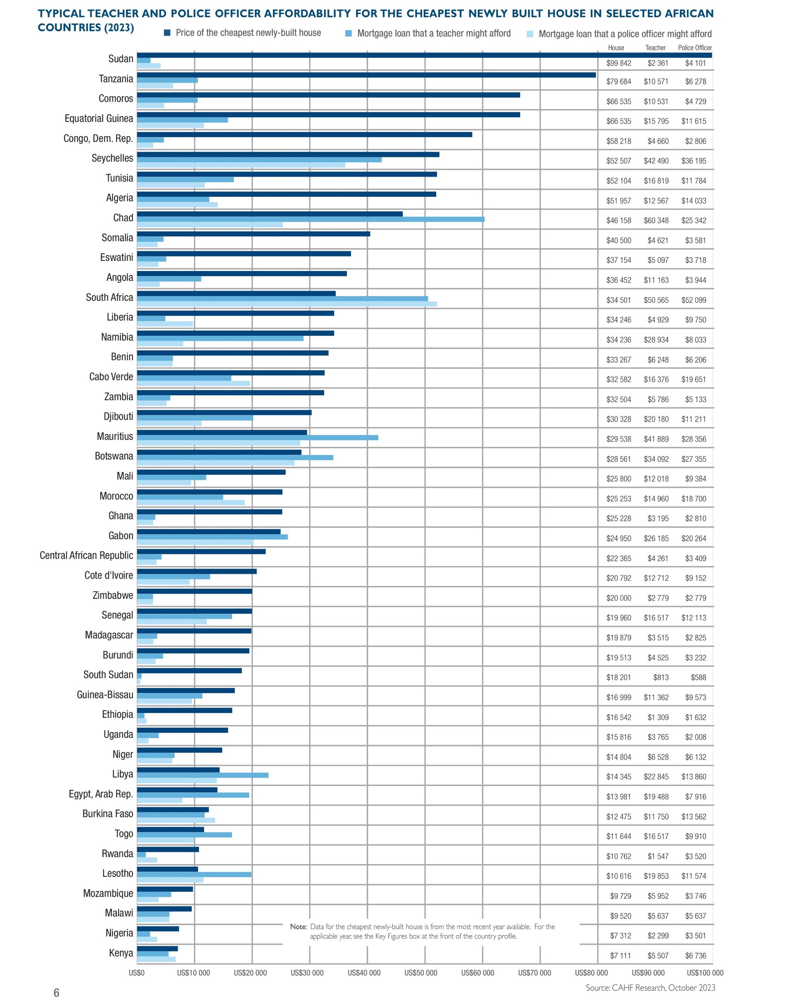 TYPICAL TEACHER AND POLICE OFFICER AFFORDABILITY FOR THE CHEAPEST NEWLY BUILT HOUSE IN SELECTED AFRICAN
COUNTRIES (2023)
Price of the cheapest newly-built house Mortgage loan that a teacher might afford Mortgage loan that a police officer might afford
House Teacher Police Officer
Sudan $99 842 $2 361 $4 101
Tanzania $79 684 $10 571 $6 278
Comoros $66 535 $10 531 $4 729
Equatorial Guinea $66 535 $15 795 $11 615
Congo, Dem. Rep. $58 218 $4 660 $2 806
Seychelles $52 507 $42 490 $36 195
Tunisia $52 104 $16 819 $11 784
Algeria $51 957 $12 567 $14 033
Chad $46 158 $60 348 $25 342
Somalia $40 500 $4 621 $3 581
Eswatini $37 154 $5 097 $3 718
Angola $36 452 $11 163 $3 944
South Africa $34 501 $50 565 $52 099
Liberia $34 246 $4 929 $9 750
Namibia $34 236 $28 934 $8 033
Benin $33 267 $6 248 $6 206
Cabo Verde $32 582 $16 376 $19 651
Zambia $32 504 $5 786 $5 133
Djibouti $30 328 $20 180 $11 211
Mauritius $29 538 $41 889 $28 356
Botswana $28 561 $34 092 $27 355
Mali $25 800 $12 018 $9 384
Morocco $25 253 $14 960 $18 700
Ghana $25 228 $3 195 $2 810
Gabon $24 950 $26 185 $20 264
Central African Republic $22 365 $4 261 $3 409
Cote d'Ivoire $20 792 $12 712 $9 152
Zimbabwe $20 000 $2 779 $2 779
Senegal $19 960 $16 517 $12 113
Madagascar $19 879 $3 515 $2 825
Burundi $19 513 $4 525 $3 232
South Sudan $18 201 $813 $588
Guinea-Bissau $16 999 $11 362 $9 573
Ethiopia $16 542 $1 309 $1 632
Uganda $15 816 $3 765 $2 008
Niger $14 804 $6 528 $6 132
Libya $14 345 $22 845 $13 860
Egypt, Arab Rep. $13 981 $19 488 $7 916
Burkina Faso $12 475 $11 750 $13 562
Togo $11 644 $16 517 $9 910
Rwanda $10 762 $1 547 $3 520
Lesotho $10 616 $19 853 $11 574
Mozambique $9 729 $5 952 $3 746
Malawi $9 520 $5 637 $5 637
Note: Data for the cheapest newly-built house is from the most recent year available. For the
applicable year, see the Key Figures box at the front of the country profile.
Nigeria $7 312 $2 299 $3 501
Kenya $7 111 $5 507 $6 736
US$0 US$10 000 US$20 000 US$30 000 US$40 000 US$50 000 US$60 000 US$70 000 US$80 000 US$90 000 US$100 000
Source: CAHF Research, October 2023
6